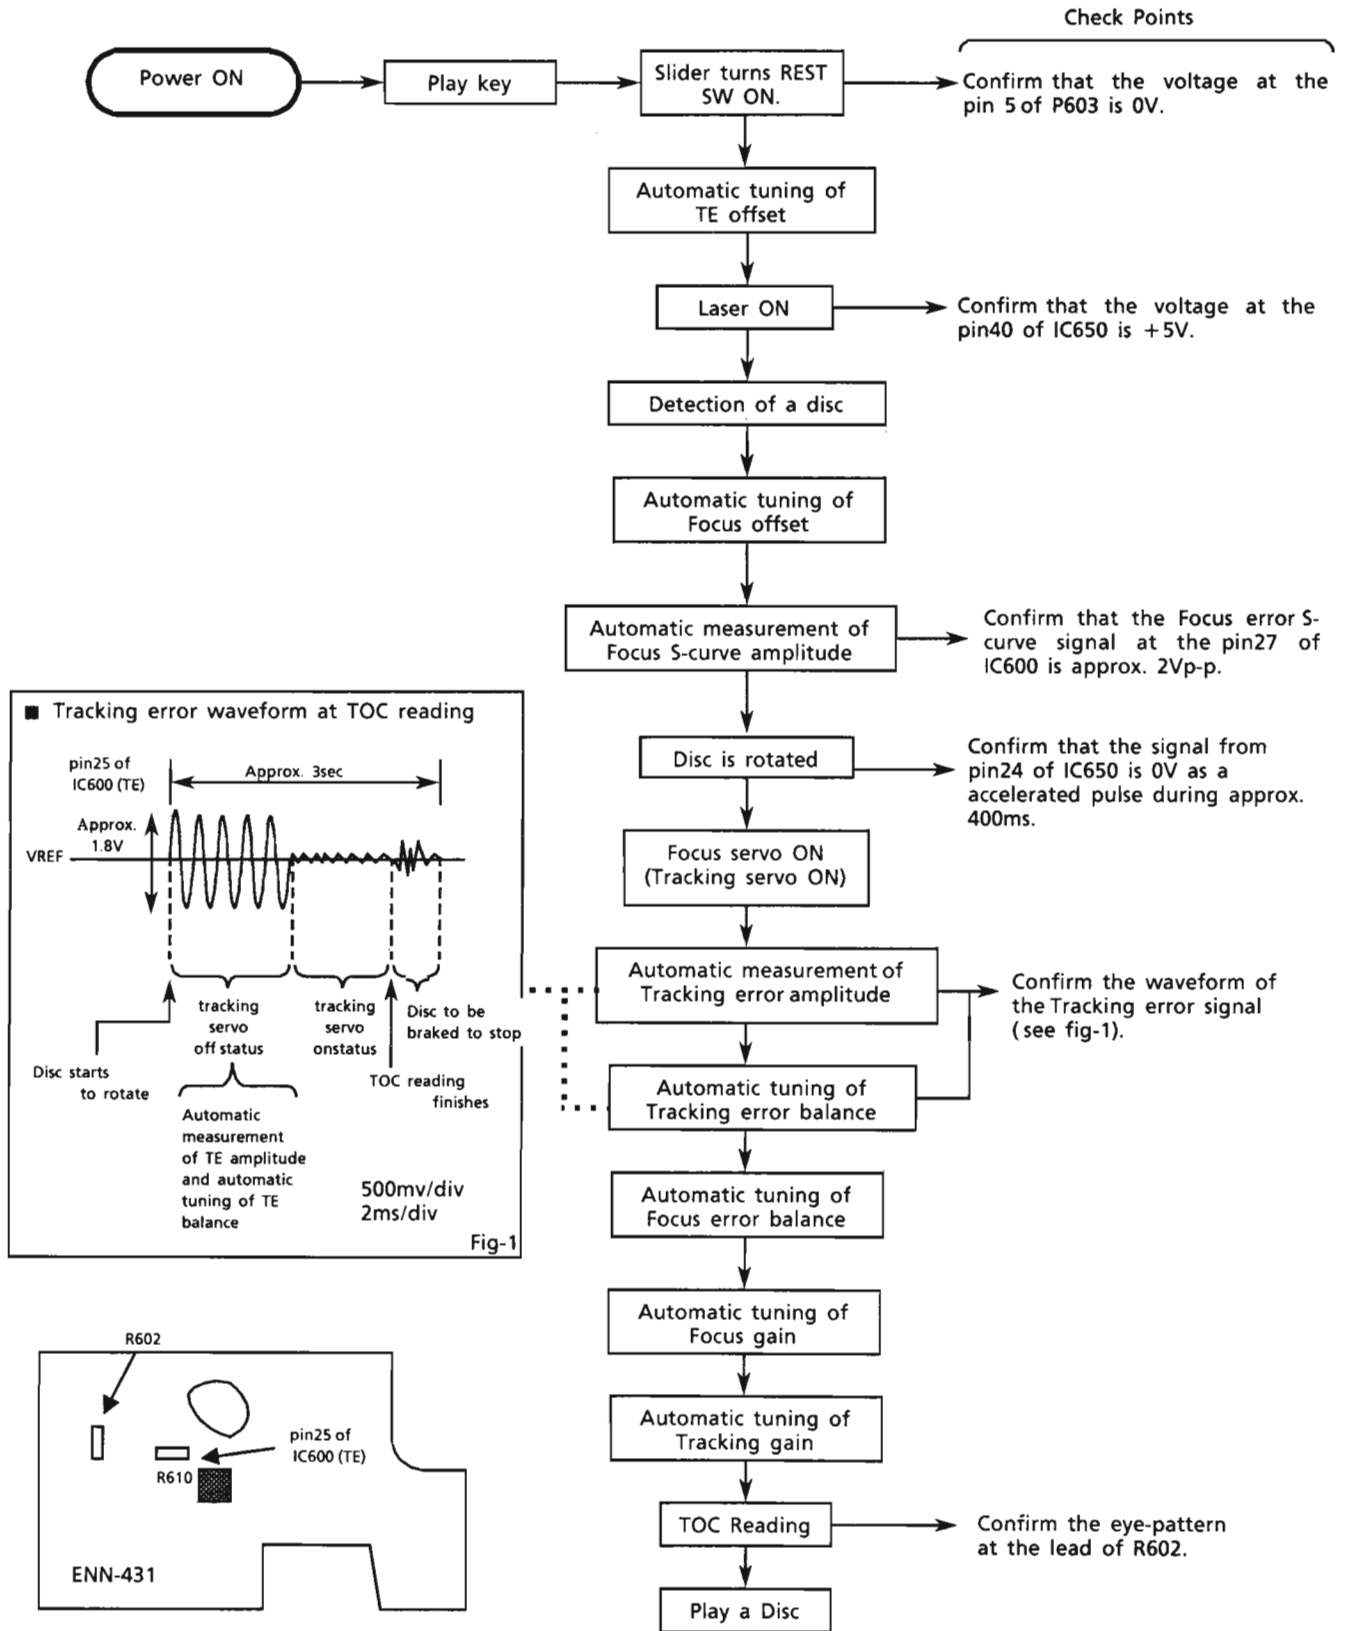 Check Points
Power ON
Play key
Slider turns REST
SW ON.
Confirm that the voltage at the
pin 5 of P603 is 0V.
Automatic tuning of
TE offset
Laser ON
Confirm that the voltage at the
pin40 of IC650 is +5V.
Detection of a disc
Automatic tuning of
Focus offset
Automatic measurement of
Focus S-curve amplitude
Confirm that the Focus error S-
curve signal at the pin27 of
IC600 is approx. 2Vp-p.
Disc is rotated
Confirm that the signal from
pin24 of IC650 is 0V as a
accelerated pulse during approx.
400ms.
Focus servo ON
(Tracking servo ON)
Automatic measurement of
Tracking error amplitude
Confirm the waveform of
the Tracking error signal
(see fig-1).
Automatic tuning of
Tracking error balance
Automatic tuning of
Focus error balance
Automatic tuning of
Focus gain
Automatic tuning of
Tracking gain
TOC Reading
Confirm the eye-pattern
at the lead of R602.
Play a Disc
■ Tracking error waveform at TOC reading
pin25 of
IC600 (TE)
Approx. 3sec
Approx.
1.8V
VREF
tracking
servo
off status
tracking
servo
onstatus
Disc to be
braked to stop
Disc starts
to rotate
TOC reading
finishes
Automatic
measurement
of TE amplitude
and automatic
tuning of TE
balance
500mv/div
2ms/div
Fig-1
R602
pin25 of
IC600 (TE)
R610
ENN-431